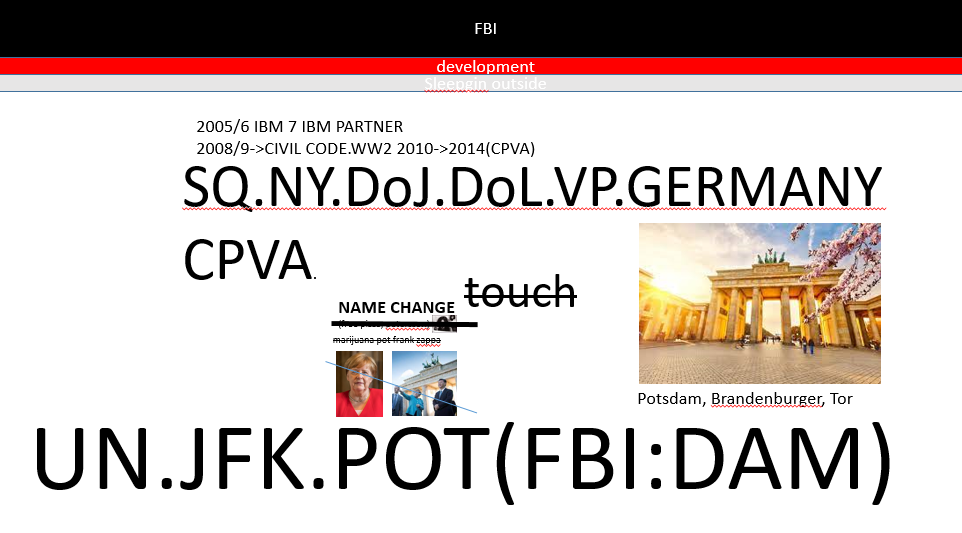 FBI
development
Sleepgin outside
2005/6 IBM 7 IBM PARTNER
2008/9->CIVIL CODE.WW2 2010->2014(CPVA)
SQ.NY.DoJ.DoL.VP.GERMANY
CPVA.
touch
NAME CHANGE
marijuana pot frank zappa
Potsdam, Brandenburger, Tor
UN.JFK.POT(FBI:DAM)